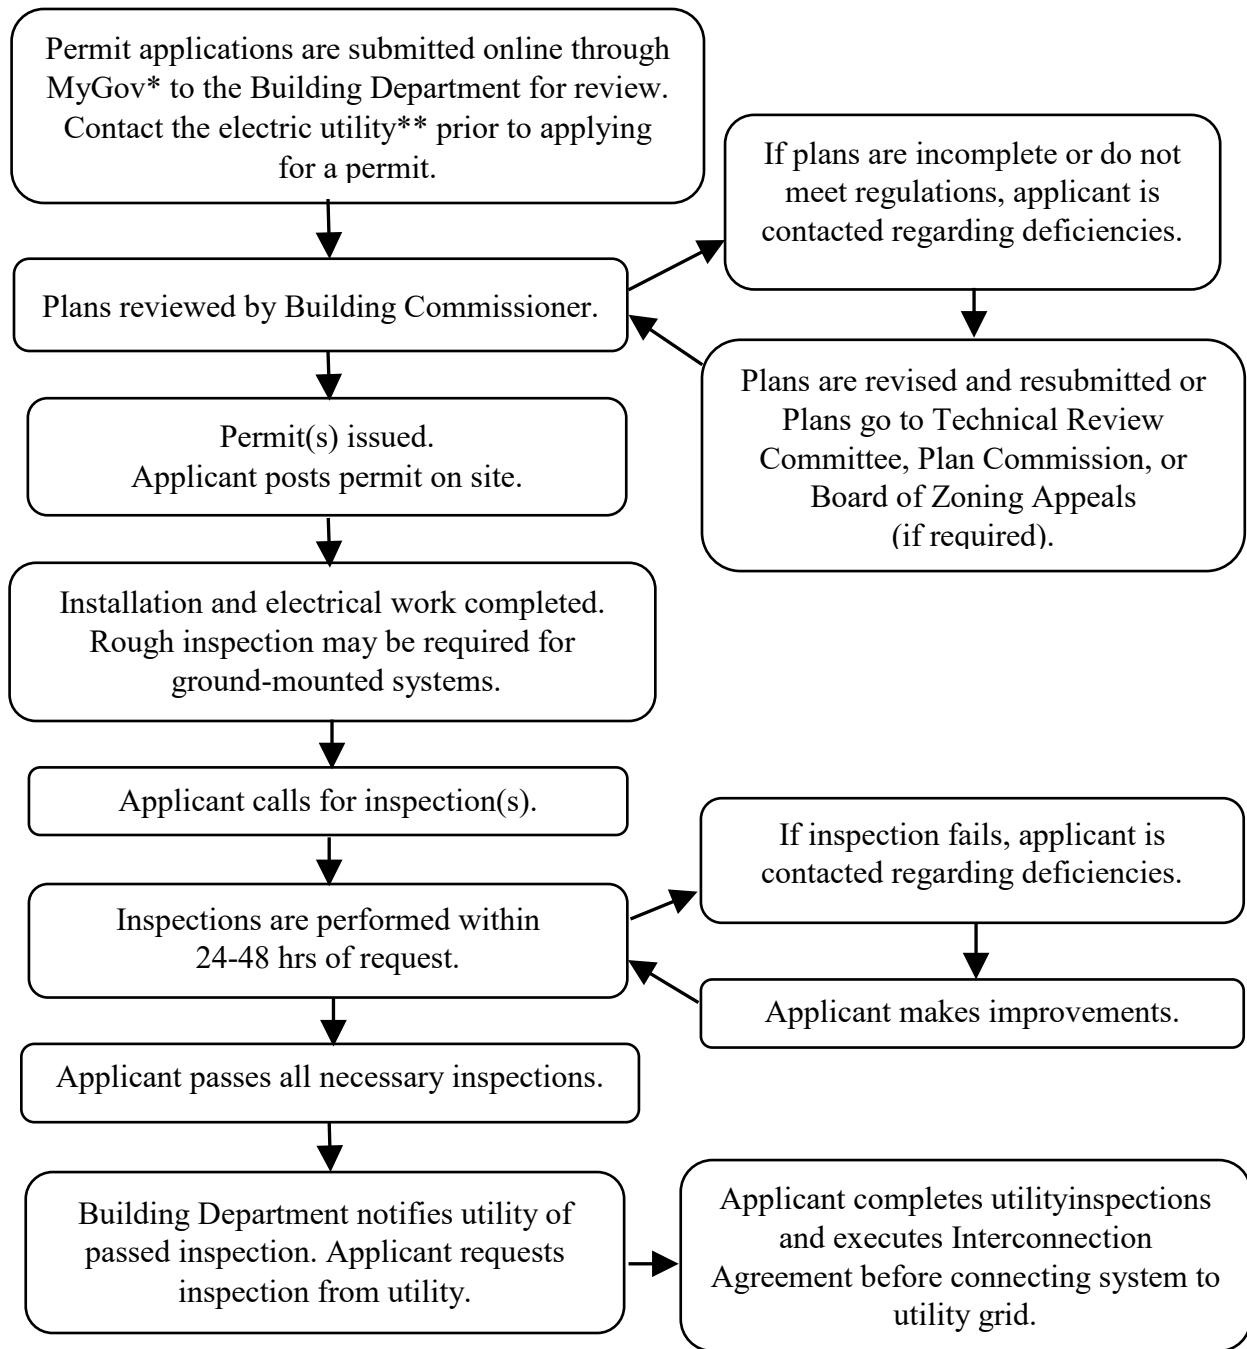 Permit applications are submitted online through
MyGov* to the Building Department for review.
Contact the electric utility** prior to applying
for a permit.
If plans are incomplete or do not
meet regulations, applicant is
contacted regarding deficiencies.
Plans reviewed by Building Commissioner.
Plans are revised and resubmitted or
Plans go to Technical Review
Committee, Plan Commission, or
Board of Zoning Appeals
(if required).
Permit(s) issued.
Applicant posts permit on site.
Installation and electrical work completed.
Rough inspection may be required for
ground-mounted systems.
Applicant calls for inspection(s).
If inspection fails, applicant is
contacted regarding deficiencies.
Inspections are performed within
24-48 hrs of request.
Applicant makes improvements.
Applicant passes all necessary inspections.
Building Department notifies utility of
passed inspection. Applicant requests
inspection from utility.
Applicant completes utilityinspections
and executes Interconnection
Agreement before connecting system to
utility grid.